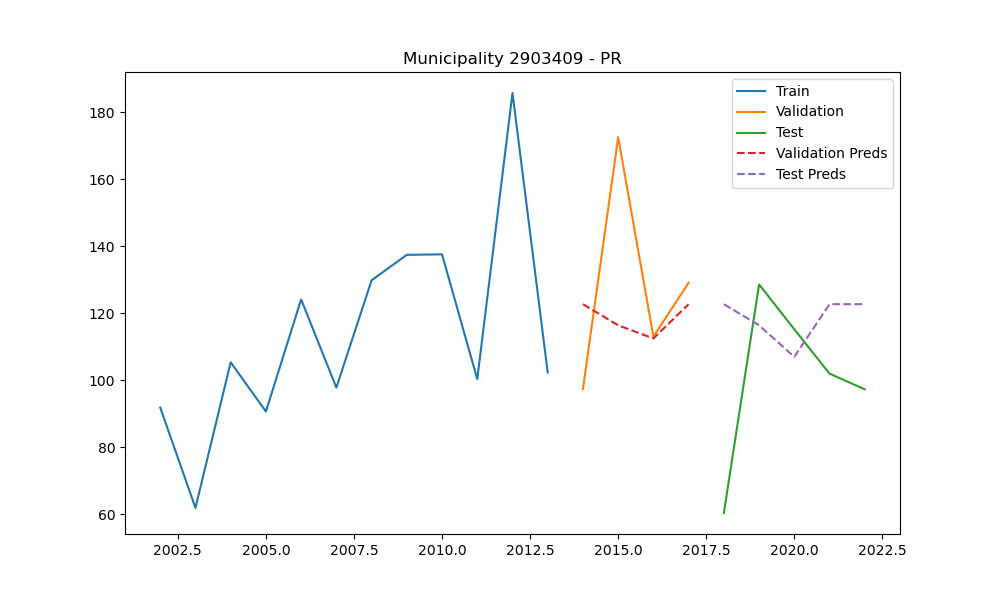 Municipality 2903409 - PR
Train
Validation
Test
Validation Preds
Test Preds
180
160
140
120
100
80
60
2002.5 2005.0 2007.5 2010.0 2012.5 2015.0 2017.5 2020.0 2022.5